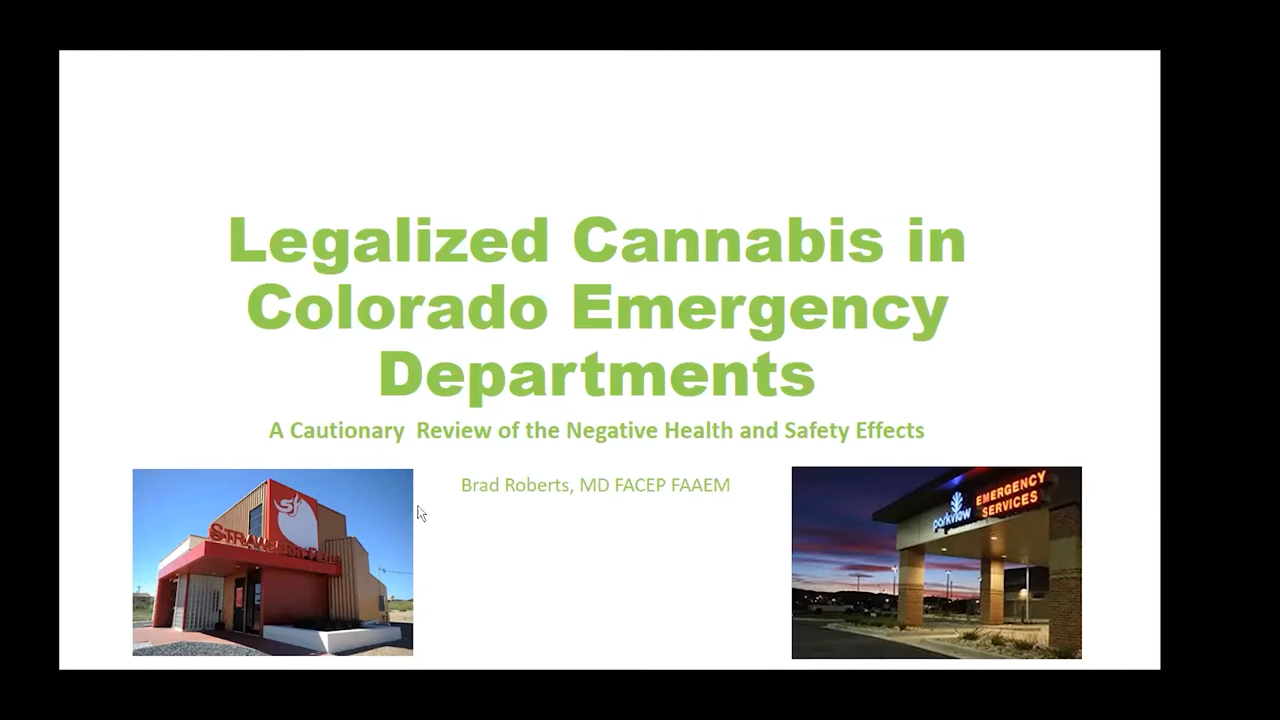 Legalized Cannabis in
Colorado Emergency
Departments
A Cautionary Review of the Negative Health and Safety Effects
Brad Roberts, MD FACEP FAAEM
SF
parkview
EMERGENCY
SERVICES